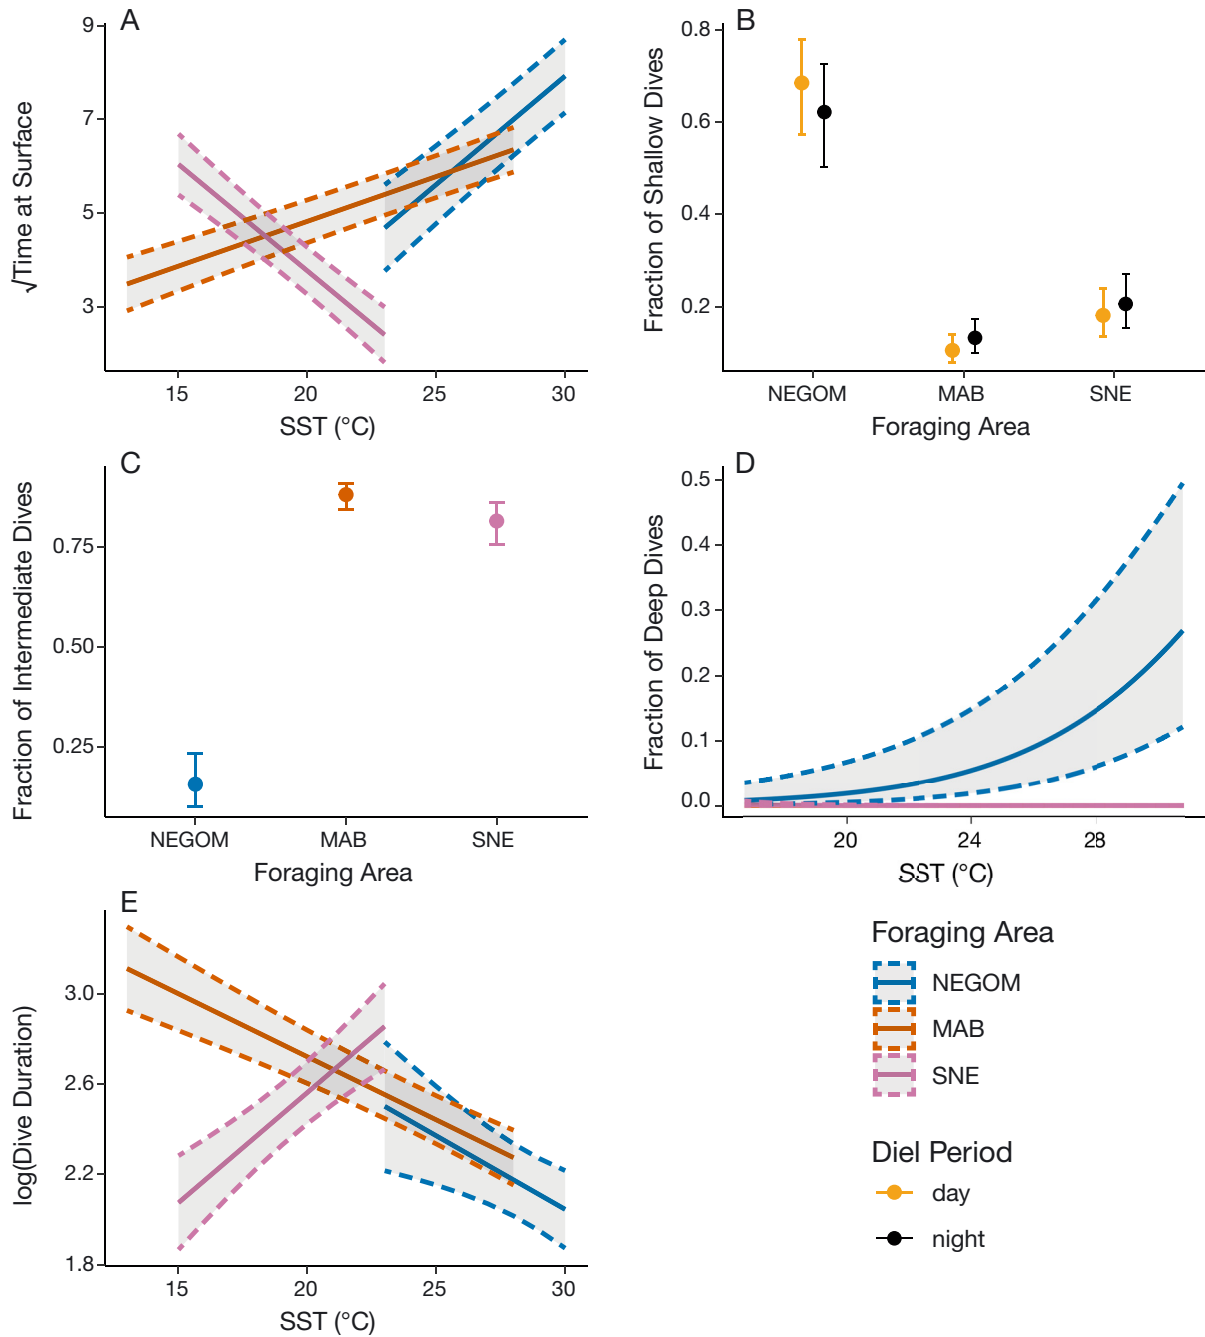 A
9
7
5
3
√Time at Surface
15
20
25
30
SST (°C)
B
0.8
0.6
0.4
0.2
Fraction of Shallow Dives
NEGOM
MAB
SNE
Foraging Area
C
0.75
0.50
0.25
Fraction of Intermediate Dives
NEGOM
MAB
SNE
Foraging Area
D
0.5
0.4
0.3
0.2
0.1
0.0
Fraction of Deep Dives
20
24
28
SST (°C)
E
3.0
2.6
2.2
1.8
log(Dive Duration)
15
20
25
30
SST (°C)
Foraging Area
NEGOM
MAB
SNE
Diel Period
day
night